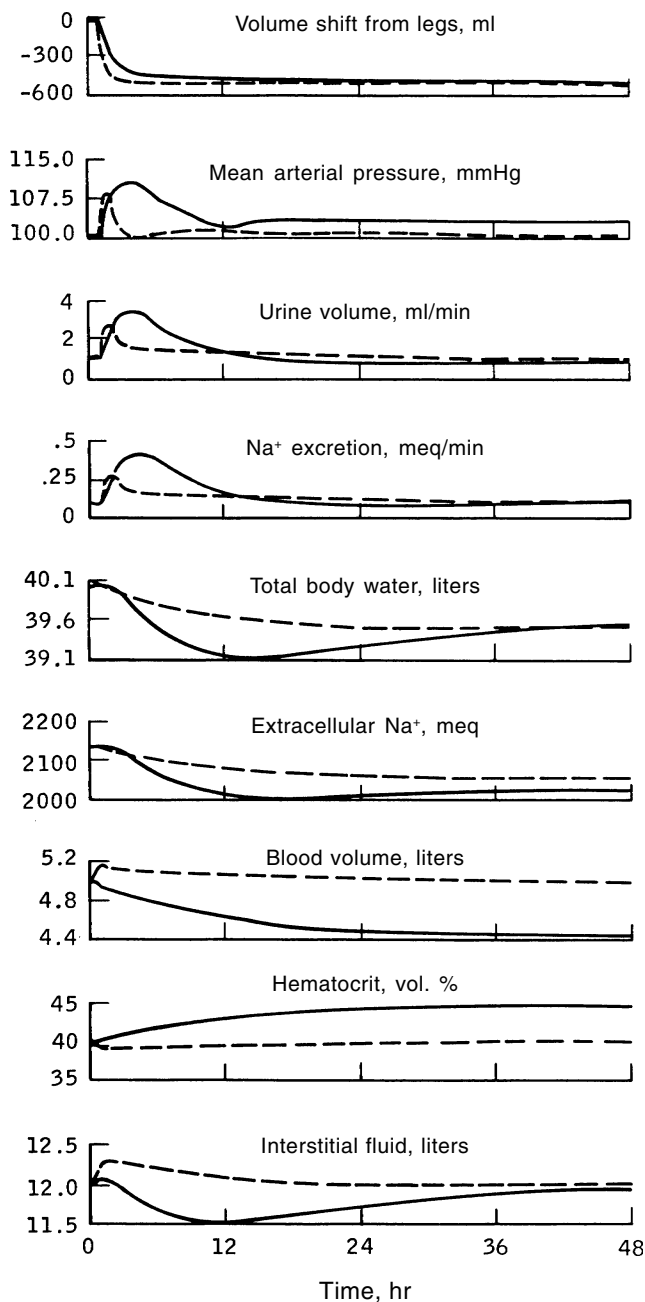 Volume shift from legs, ml
0
-300
-600
Mean arterial pressure, mmHg
115.0
107.5
100.0
Urine volume, ml/min
4
2
0
Na⁺ excretion, meq/min
.5
.25
0
Total body water, liters
40.1
39.6
39.1
Extracellular Na⁺, meq
2200
2100
2000
Blood volume, liters
5.2
4.8
4.4
Hematocrit, vol. %
45
40
35
Interstitial fluid, liters
12.5
12.0
11.5
0 12 24 36 48
Time, hr